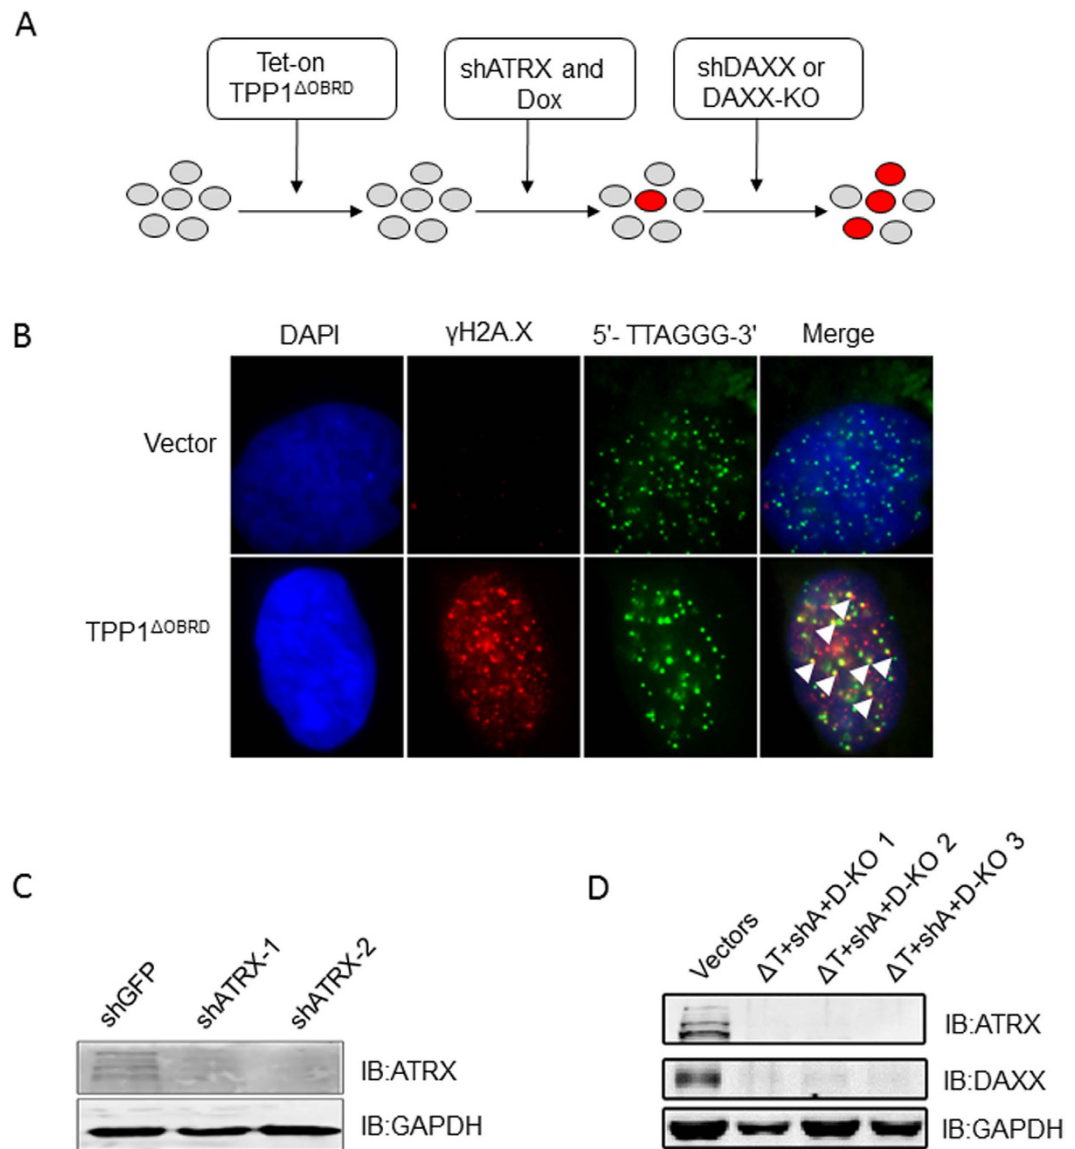 A
Tet-on
TPP1ΔOBRD
shATRX and
Dox
shDAXX or
DAXX-KO
B
DAPI
γH2A.X
5'- TTAGGG-3'
Merge
Vector
TPP1ΔOBRD
C
shGFP
shATRX-1
shATRX-2
IB:ATRX
IB:GAPDH
D
Vectors
ΔT+shA+D-KO 1
ΔT+shA+D-KO 2
ΔT+shA+D-KO 3
IB:ATRX
IB:DAXX
IB:GAPDH